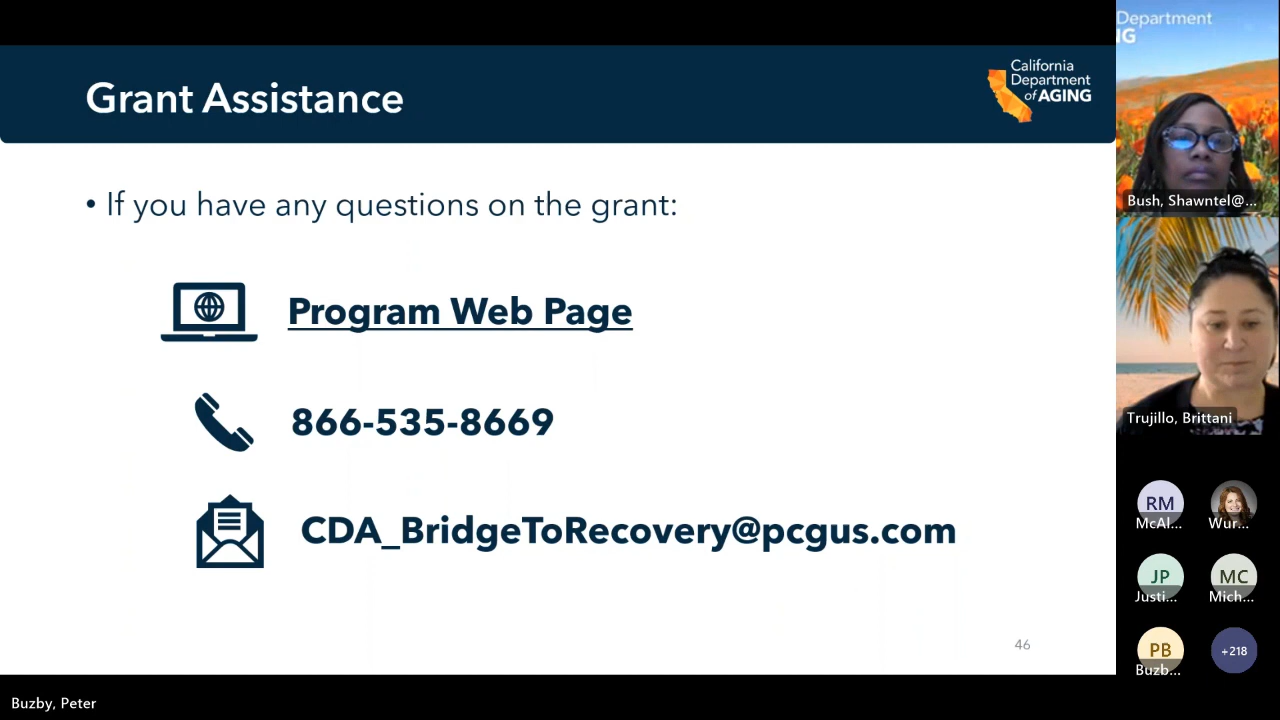 Grant Assistance
California
Department
of AGING
• If you have any questions on the grant:
Program Web Page
866-535-8669
CDA_BridgeToRecovery@pcgus.com
46
Department
IG
Bush, Shawntel@...
Trujillo, Brittani
RM
McAl...
Wur...
JP
Justi...
MC
Mich...
PB
Buzb...
+218
Buzby, Peter